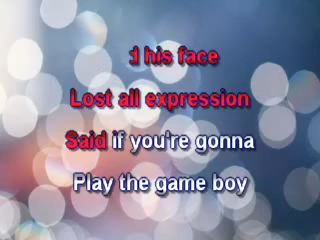 his face
Lost all expression
Said if you're gonna
Play the game boy